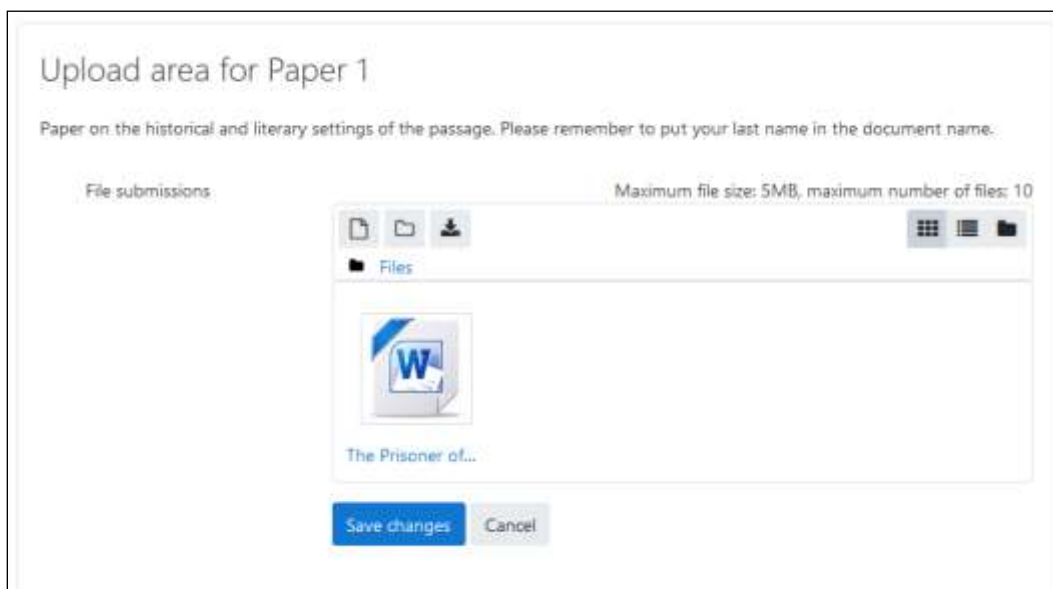 Upload area for Paper 1
Paper on the historical and literary settings of the passage. Please remember to put your last name in the document name.
File submissions
Maximum file size: 5MB, maximum number of files: 10
Files
W
The Prisoner of...
Save changes
Cancel